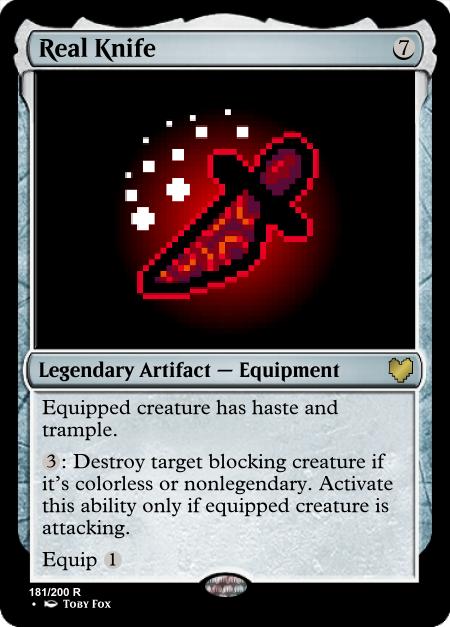 Real Knife 7
Legendary Artifact — Equipment
Equipped creature has haste and
trample.
3: Destroy target blocking creature if
it's colorless or nonlegendary. Activate
this ability only if equipped creature is
attacking.
Equip 1
181/200 R
• Toby Fox